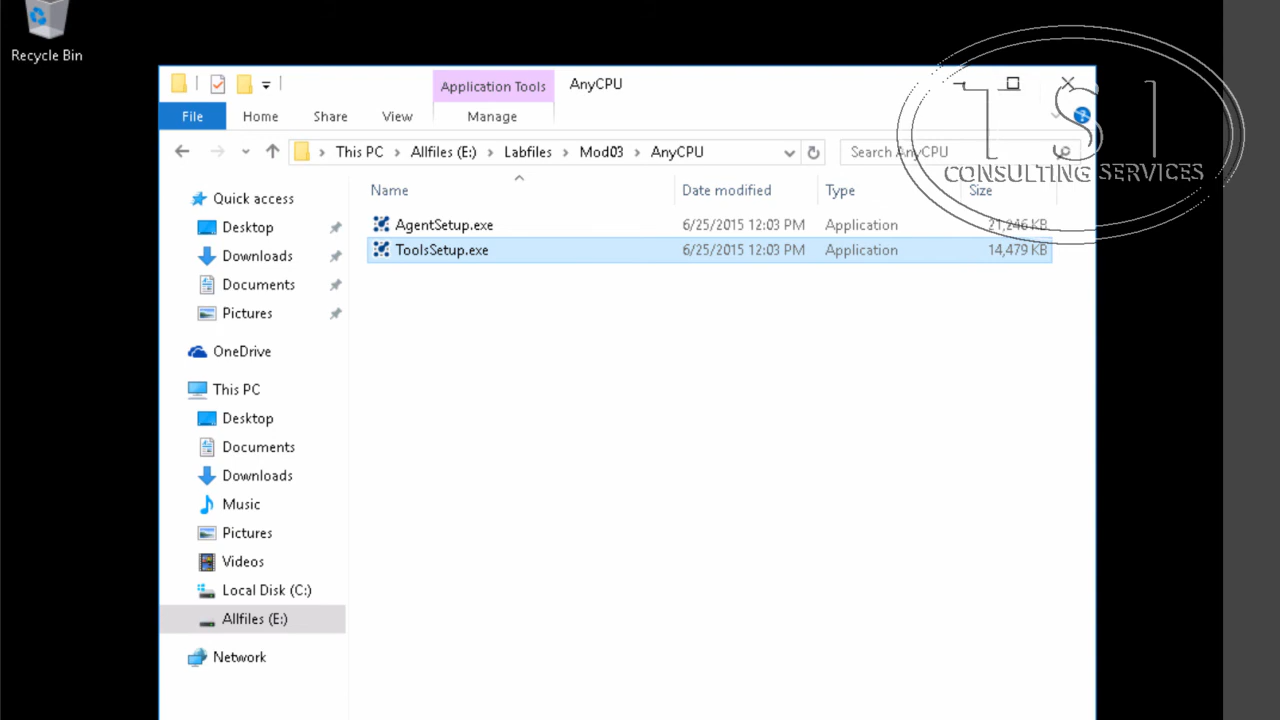 Recycle Bin
Application Tools
AnyCPU
File
Home
Share
View
Manage
This PC
Allfiles (E:)
Labfiles
Mod03
AnyCPU
Search AnyCPU
TSI
CONSULTING SERVICES
Name
Date modified
Type
Size
AgentSetup.exe
6/25/2015 12:03 PM
Application
21,246 KB
ToolsSetup.exe
6/25/2015 12:03 PM
Application
14,479 KB
Quick access
Desktop
Downloads
Documents
Pictures
OneDrive
This PC
Desktop
Documents
Downloads
Music
Pictures
Videos
Local Disk (C:)
Allfiles (E:)
Network